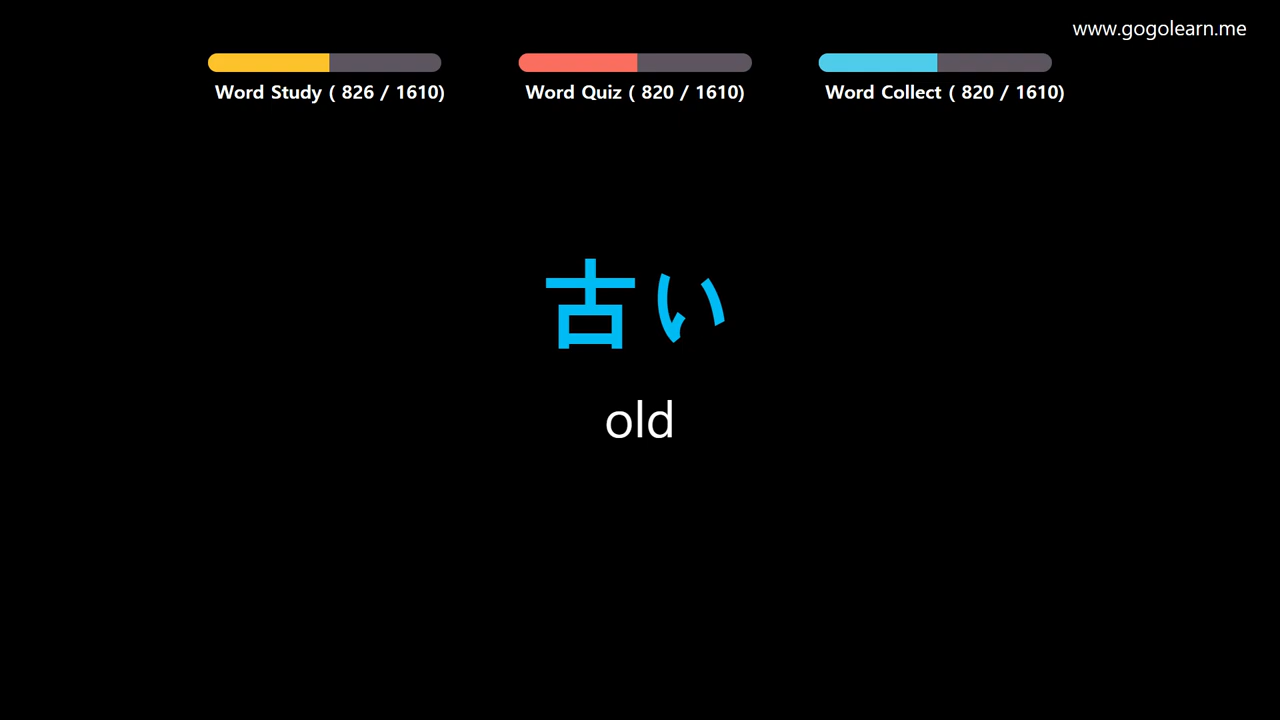 www.gogolearn.me
Word Study ( 826 / 1610)
Word Quiz ( 820 / 1610)
Word Collect ( 820 / 1610)
古い
old